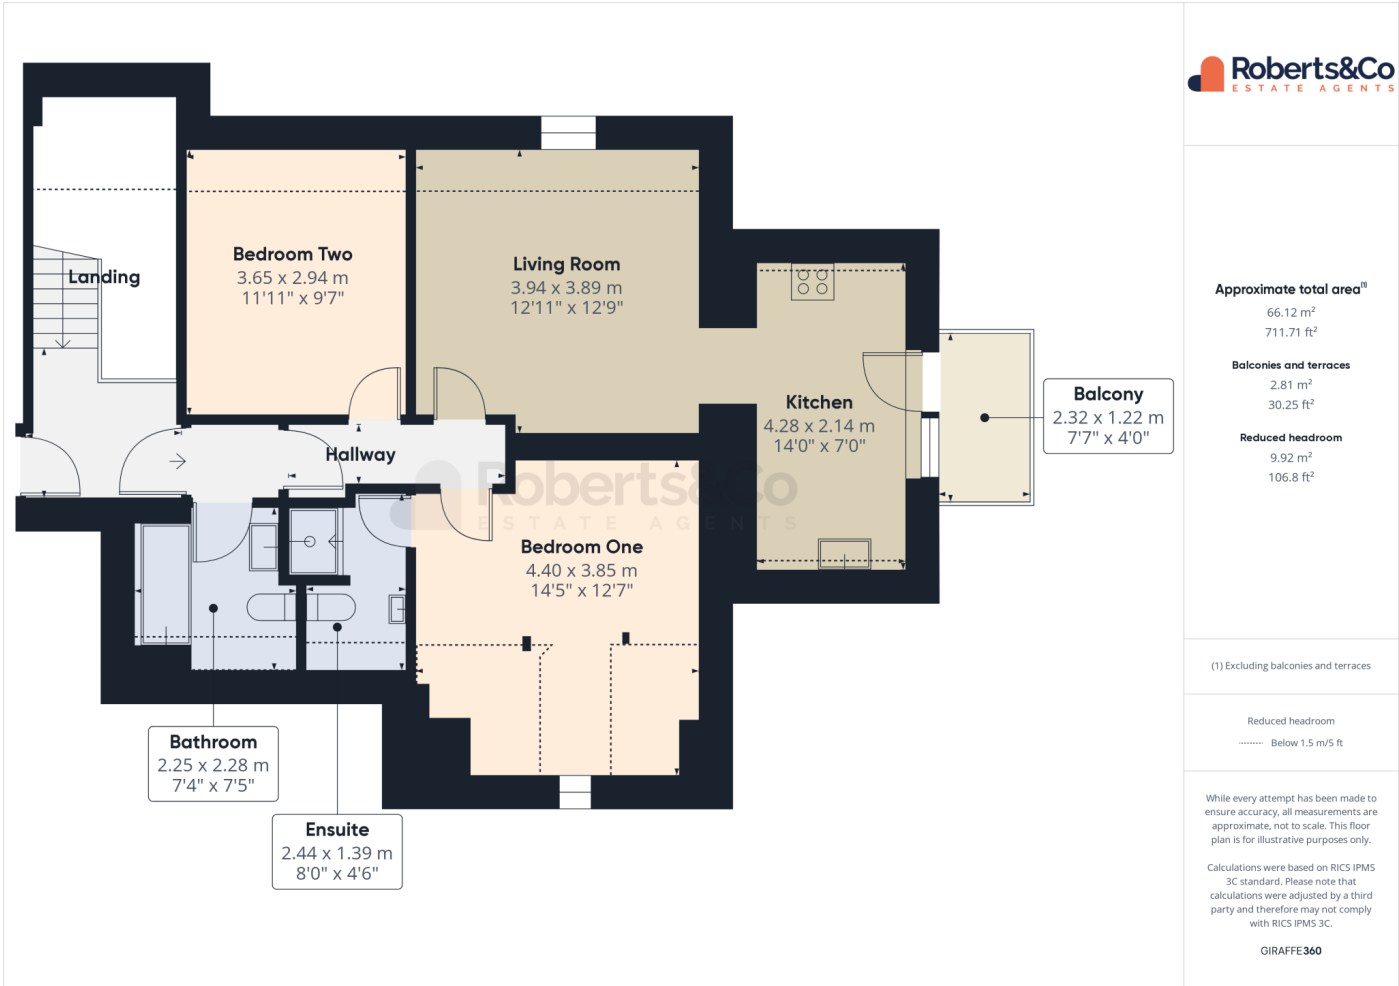 Landing
Bedroom Two
3.65 x 2.94 m
11'11" x 9'7"
Living Room
3.94 x 3.89 m
12'11" x 12'9"
Kitchen
4.28 x 2.14 m
14'0" x 7'0"
Balcony
2.32 x 1.22 m
7'7" x 4'0"
Hallway
Roberts&Co
ESTATE AGENTS
Bedroom One
4.40 x 3.85 m
14'5" x 12'7"
Bathroom
2.25 x 2.28 m
7'4" x 7'5"
Ensuite
2.44 x 1.39 m
8'0" x 4'6"
Roberts&Co
ESTATE AGENTS
Approximate total area(1)
66.12 m²
711.71 ft²
Balconies and terraces
2.81 m²
30.25 ft²
Reduced headroom
9.92 m²
106.8 ft²
(1) Excluding balconies and terraces
Reduced headroom
Below 1.5 m/5 ft
While every attempt has been made to
ensure accuracy, all measurements are
approximate, not to scale. This floor
plan is for illustrative purposes only.
Calculations were based on RICS IPMS
3C standard. Please note that
calculations were adjusted by a third
party and therefore may not comply
with RICS IPMS 3C.
GIRAFFE360